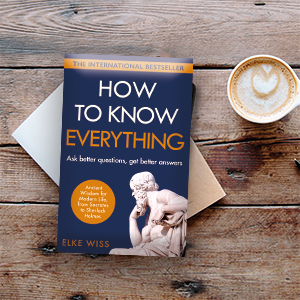 THE INTERNATIONAL BESTSELLER
HOW
TO KNOW
EVERYTHING
Ask better questions, get better answers
Ancient
Wisdom for
Modern Life,
from Socrates
to Sherlock
Holmes
ELKE WISS